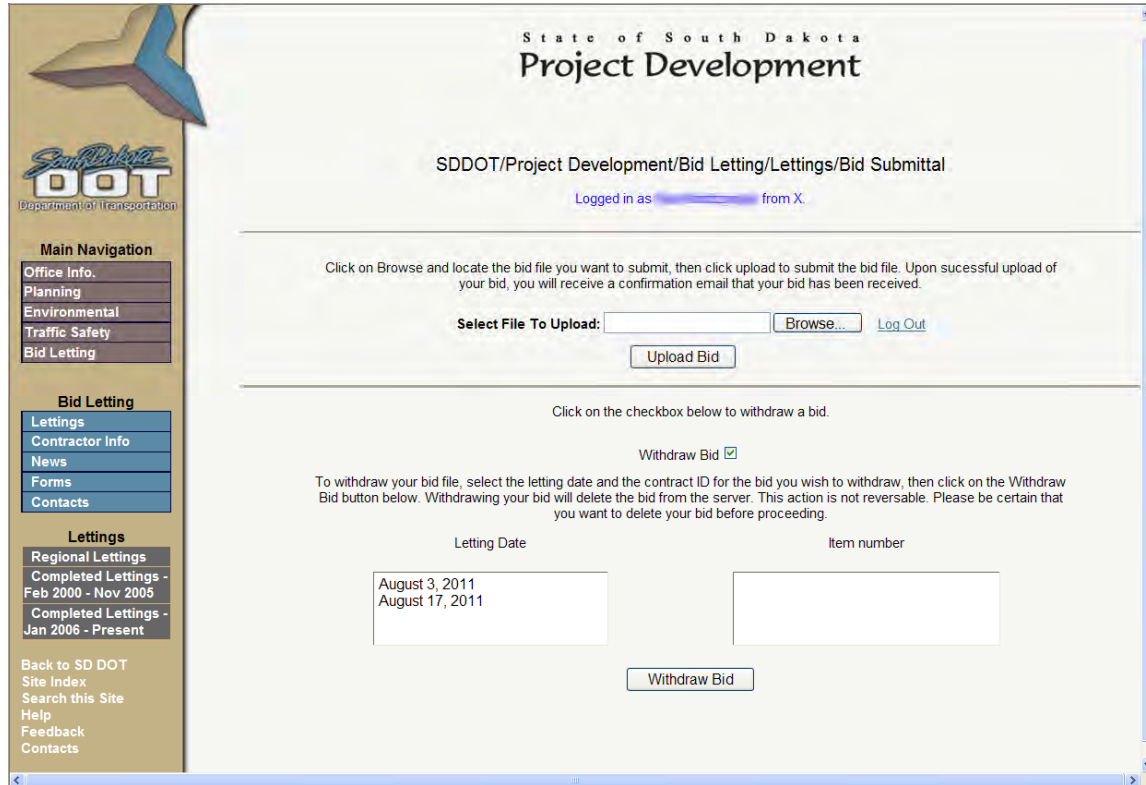 State of South Dakota
Project Development
South Dakota
DOT
Department of Transportation
SDDOT/Project Development/Bid Letting/Lettings/Bid Submittal
Logged in as from X.
Main Navigation
Office Info.
Planning
Environmental
Traffic Safety
Bid Letting
Bid Letting
Lettings
Contractor Info
News
Forms
Contacts
Lettings
Regional Lettings
Completed Lettings -
Feb 2000 - Nov 2005
Completed Lettings -
Jan 2006 - Present
Back to SD DOT
Site Index
Search this Site
Help
Feedback
Contacts
Click on Browse and locate the bid file you want to submit, then click upload to submit the bid file. Upon sucessful upload of
your bid, you will receive a confirmation email that your bid has been received.
Select File To Upload: Browse... Log Out
Upload Bid
Click on the checkbox below to withdraw a bid.
Withdraw Bid
To withdraw your bid file, select the letting date and the contract ID for the bid you wish to withdraw, then click on the Withdraw
Bid button below. Withdrawing your bid will delete the bid from the server. This action is not reversable. Please be certain that
you want to delete your bid before proceeding.
Letting Date Item number
August 3, 2011
August 17, 2011
Withdraw Bid